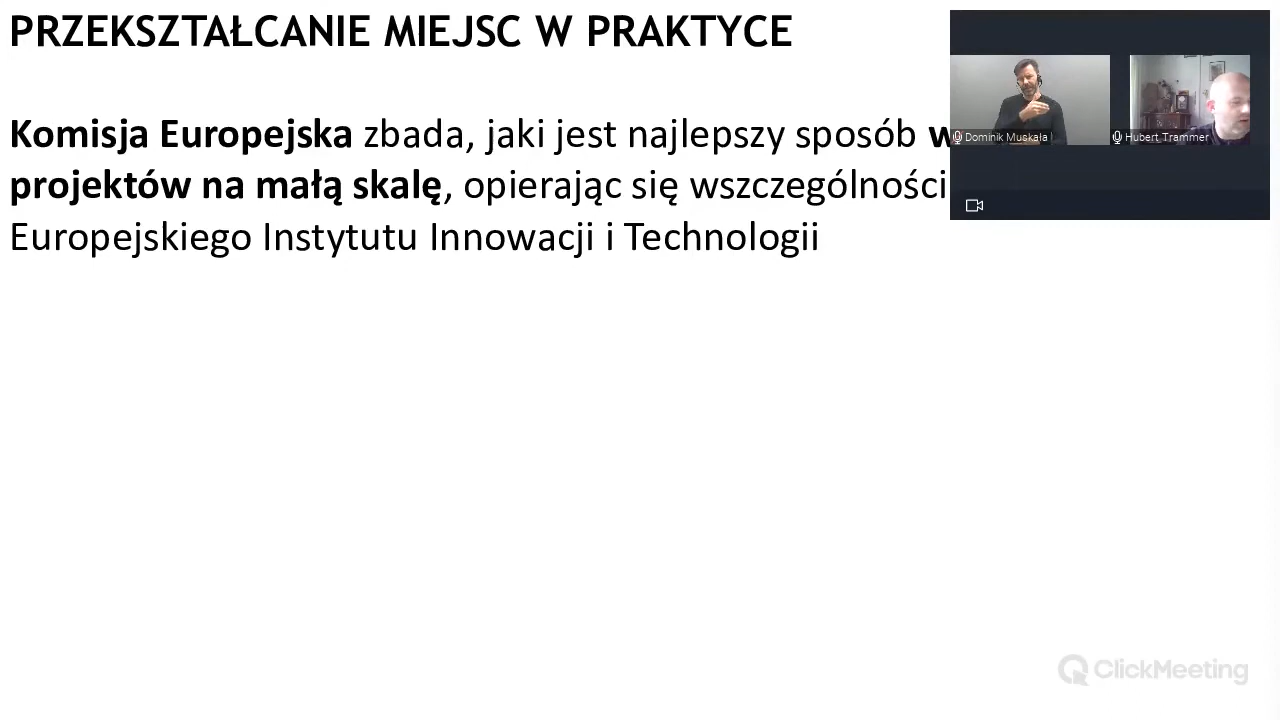 PRZEKSZTAŁCANIE MIEJSC W PRAKTYCE
Komisja Europejska zbada, jaki jest najlepszy sposób
projektów na małą skalę, opierając się wszczególności
Europejskiego Instytutu Innowacji i Technologii
Dominik Muskała
Hubert Trammer
ClickMeeting